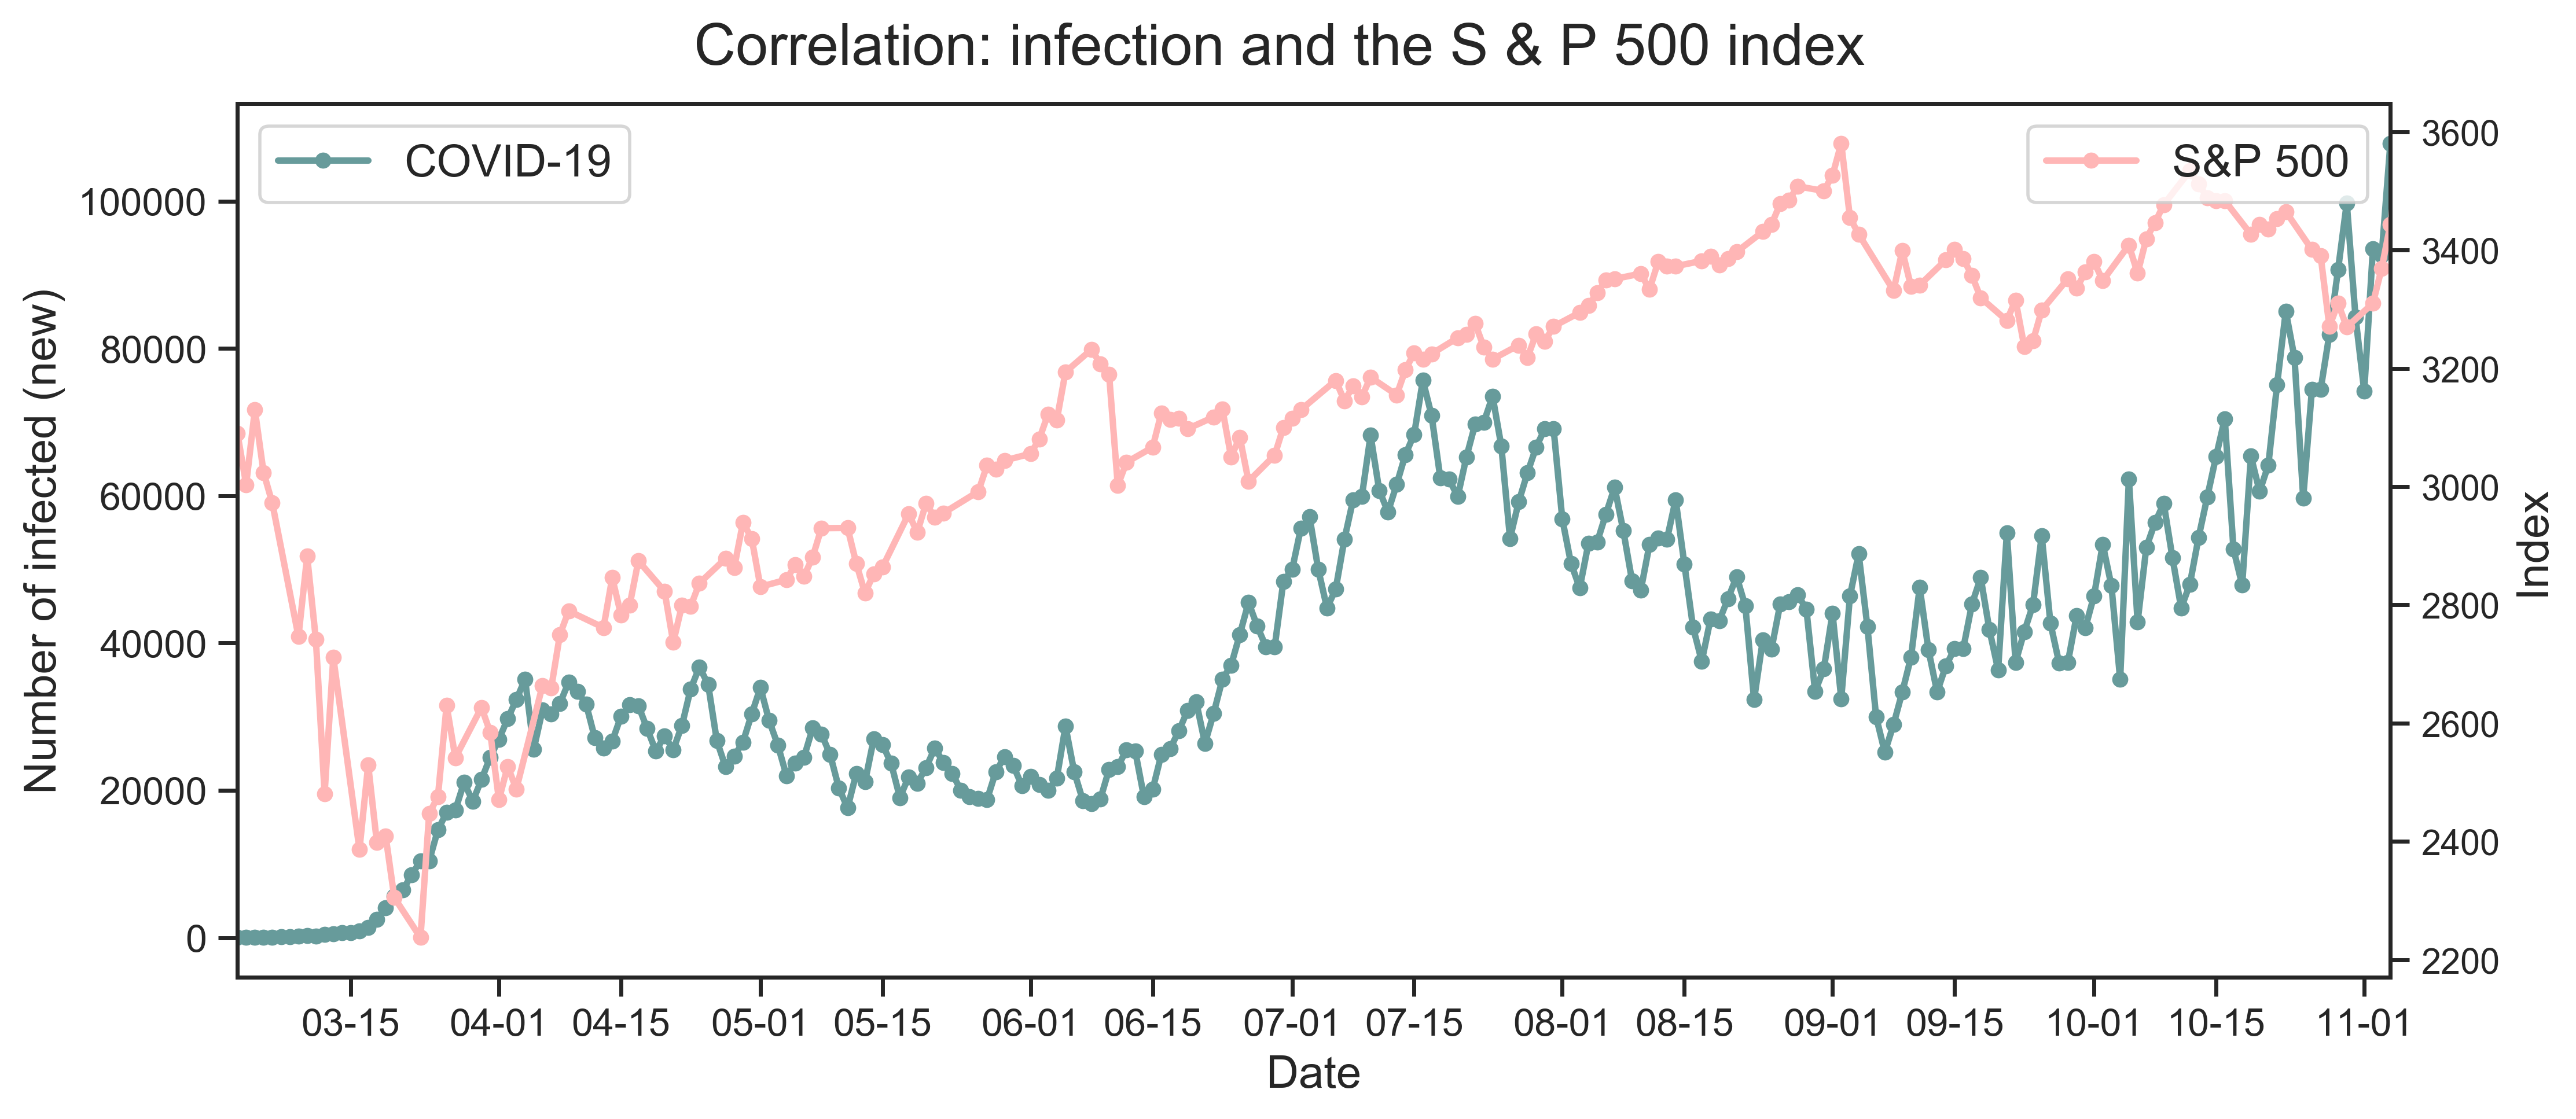 Correlation: infection and the S & P 500 index
COVID-19
S&P 500
Number of infected (new)
100000
80000
60000
40000
20000
0
3600
3400
3200
3000
2800
2600
2400
2200
Index
03-15 04-01 04-15 05-01 05-15 06-01 06-15 07-01 07-15 08-01 08-15 09-01 09-15 10-01 10-15 11-01
Date